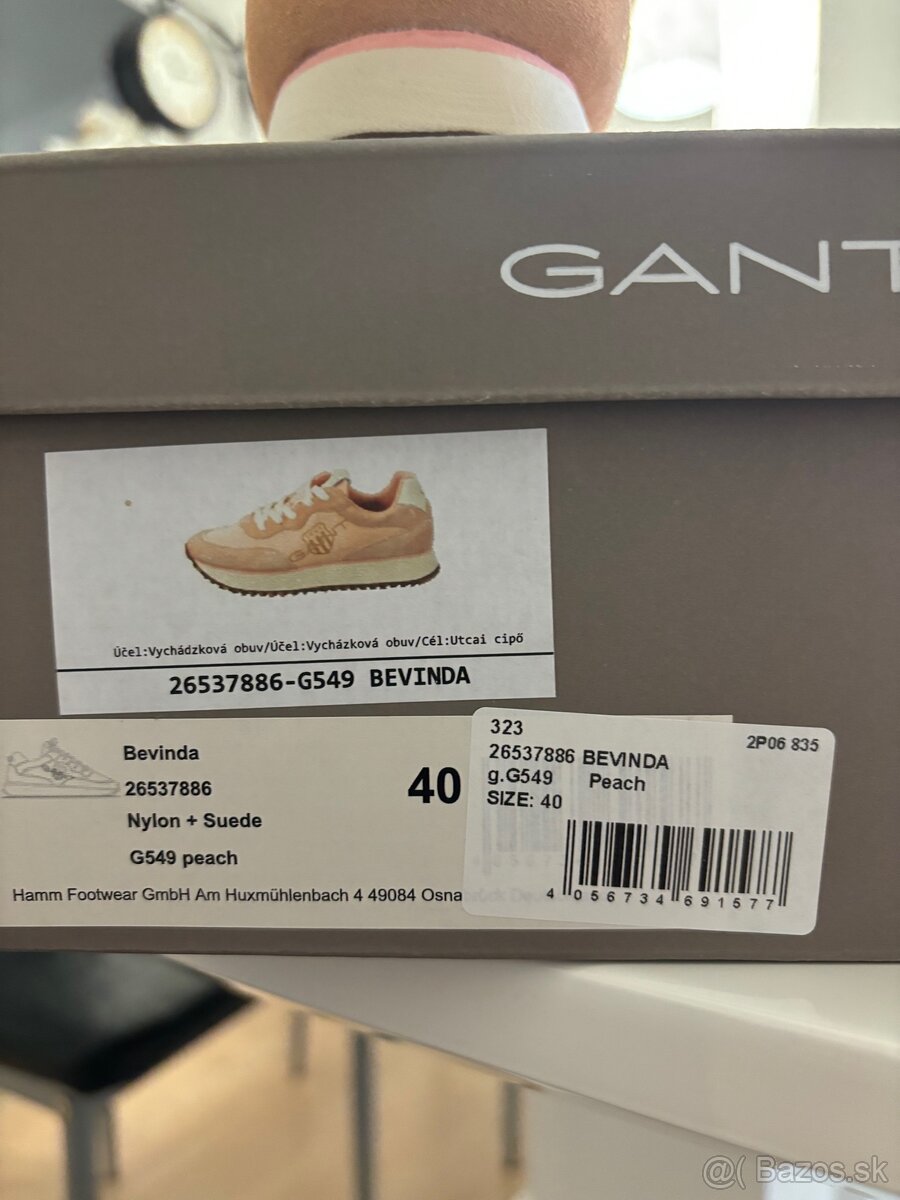 GANT
GANT
Účel:Vychádzková obuv/Účel:Vycházková obuv/Cél:Utcai cipő
26537886-G549 BEVINDA
Bevinda
26537886
Nylon + Suede
G549 peach
40
Hamm Footwear GmbH Am Huxmühlenbach 4 49084 Osna
323
2P06 835
26537886 BEVINDA
g.G549 Peach
SIZE: 40
4 056734 691577
@( Bazos.sk